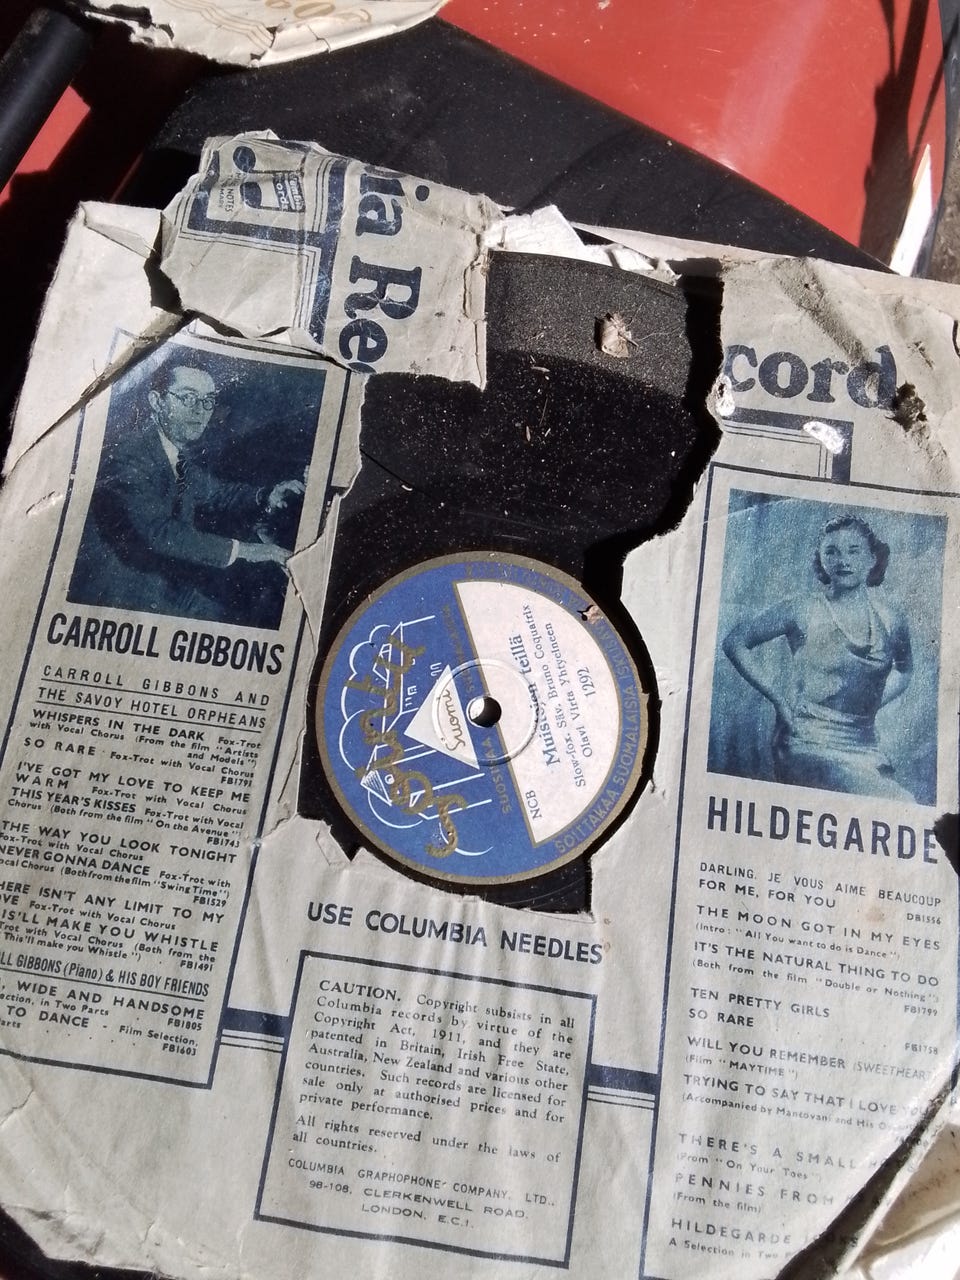 ia Re
cord
CARROLL GIBBONS
CARROLL GIBBONS AND
THE SAVOY HOTEL ORPHEANS
WHISPERS IN THE DARK Fox-Trot
with Vocal Chorus (From the film "Artists
and Models")
SO RARE Fox-Trot with Vocal Chorus
FB1791
I'VE GOT MY LOVE TO KEEP ME
WARM Fox-Trot with Vocal Chorus
THIS YEAR'S KISSES Fox-Trot with Vocal
Chorus (Both from the film "On the Avenue")
FB1743
THE WAY YOU LOOK TONIGHT
Fox-Trot with Vocal Chorus
NEVER GONNA DANCE Fox-Trot with
ocal Chorus (Both from the film "Swing Time")
FB1529
HERE ISN'T ANY LIMIT TO MY
OVE Fox-Trot with Vocal Chorus
IS'LL MAKE YOU WHISTLE
Trot with Vocal Chorus (Both from the
This'll make you Whistle")
FB1491
LL GIBBONS (Piano) & HIS BOY FRIENDS
, WIDE AND HANDSOME
ection, in Two Parts FB1805
TO DANCE - Film Selection,
arts FB1603
Suomi
NCB
Muistojen teillä
Slow-fox. Säv. Bruno Coquatrix
Olavi Virta Yhtyeineen
1292
SUOSIKAA
SOITTAKAA SUOMALAISIA
USE COLUMBIA NEEDLES
CAUTION. Copyright subsists in all
Columbia records by virtue of the
Copyright Act, 1911, and they are
patented in Britain, Irish Free State,
Australia, New Zealand and various other
countries. Such records are licensed for
sale only at authorised prices and for
private performance.
All rights reserved under the laws of
all countries.
COLUMBIA GRAPHOPHONE COMPANY, LTD.,
98-108, CLERKENWELL ROAD,
LONDON, E.C.1.
HILDEGARDE
DARLING, JE VOUS AIME BEAUCOUP
FOR ME, FOR YOU DB1556
THE MOON GOT IN MY EYES
(Intro: "All You want to do is Dance")
IT'S THE NATURAL THING TO DO
(Both from the film "Double or Nothing")
FB1799
TEN PRETTY GIRLS
SO RARE
FB1758
WILL YOU REMEMBER (SWEETHEART
(Film "MAYTIME")
TRYING TO SAY THAT I LOVE YOU
(Accompanied by Mantovani and His
THERE'S A SMALL
(From "On Your Toes")
PENNIES FROM
(From the film)
HILDEGARDE
A Selection in Two